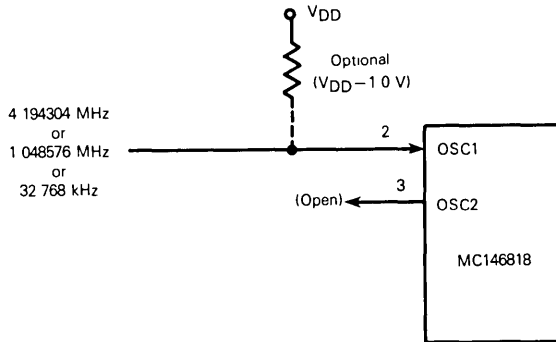 VDD
Optional
(VDD−1 0 V)
4 194304 MHz
or
1 048576 MHz
or
32 768 kHz
2
OSC1
3
(Open)
OSC2
MC146818